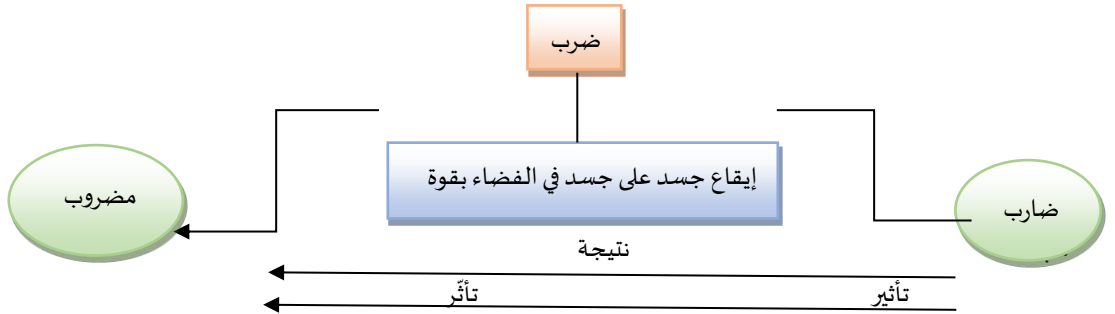 ضرب
إيقاع جسد على جسد في الفضاء بقوة
ضارب
مضروب
نتيجة
تأثير
تأثّر